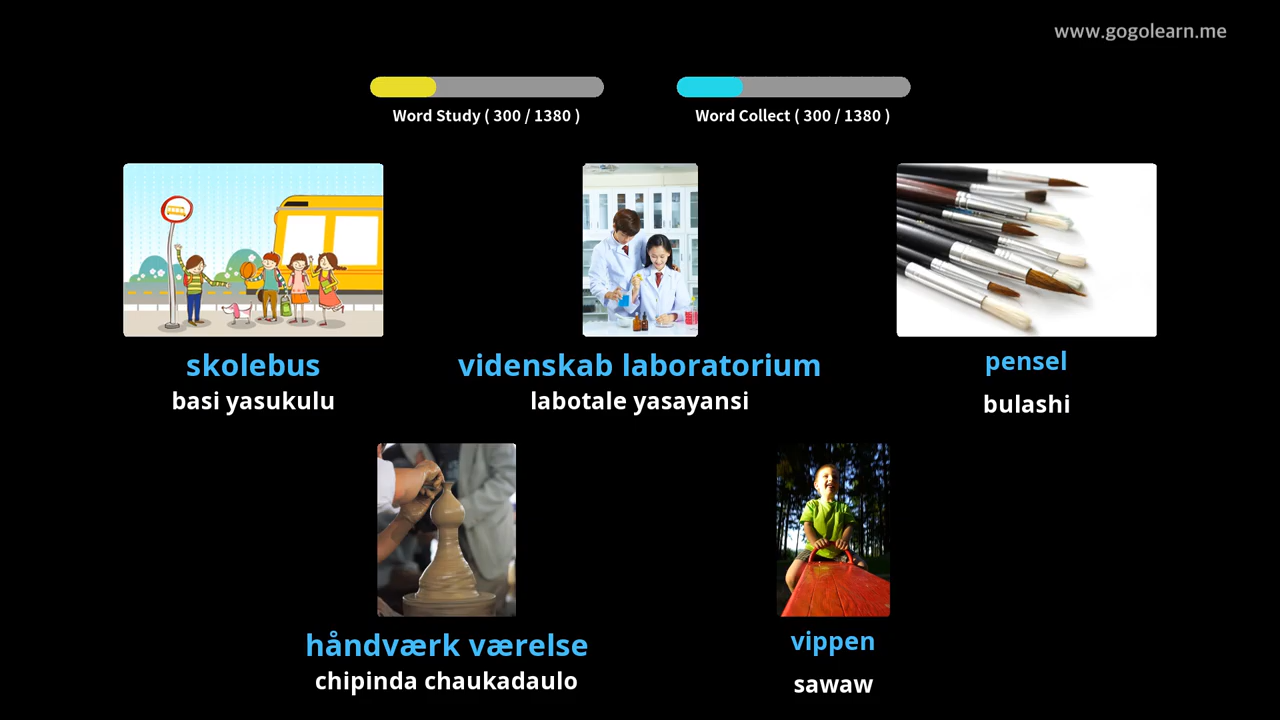 www.gogolearn.me
Word Study ( 300 / 1380 )
Word Collect ( 300 / 1380 )
skolebus
basi yasukulu
videnskab laboratorium
labotale yasayansi
pensel
bulashi
håndværk værelse
chipinda chaukadaulo
vippen
sawaw